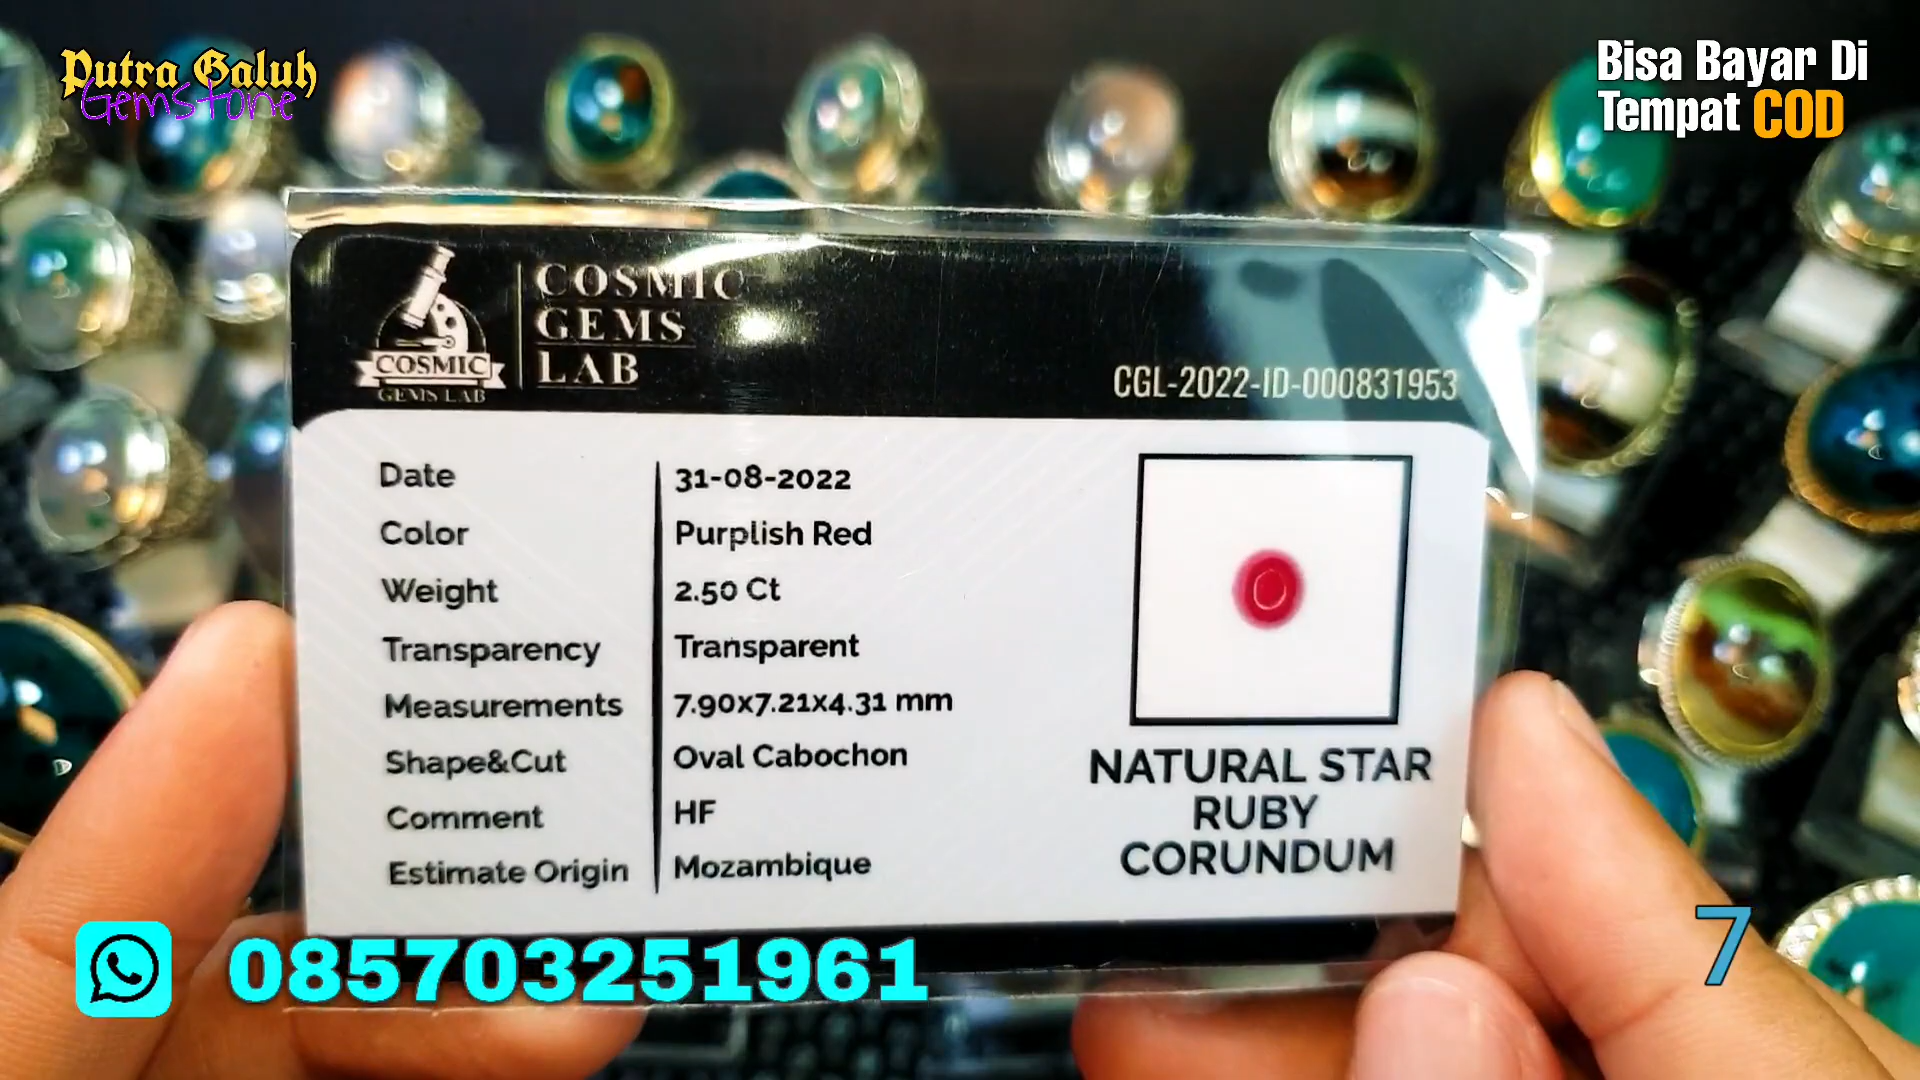 Putra Galuh
Gemstone
Bisa Bayar Di
Tempat COD
COSMIC
GEMS LAB
COSMIC
GEMS
LAB
CGL-2022-ID-000831953
Date 31-08-2022
Color Purplish Red
Weight 2.50 Ct
Transparency Transparent
Measurements 7.90x7.21x4.31 mm
Shape&Cut Oval Cabochon
Comment HF
Estimate Origin Mozambique
NATURAL STAR
RUBY
CORUNDUM
085703251961
7